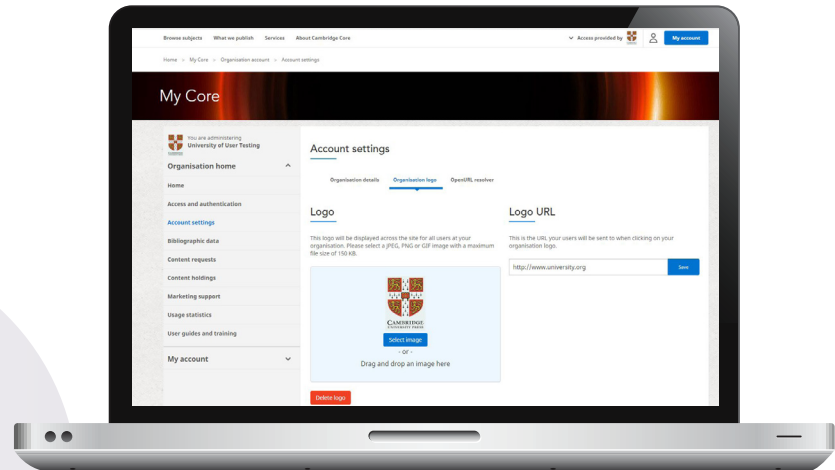 Browse subjects What we publish Services About Cambridge Core
Access provided by
My account
Home > My Core > Organisation account > Account settings
My Core
You are administering
University of User Testing
Organisation home
Home
Access and authentication
Account settings
Bibliographic data
Content requests
Content holdings
Marketing support
Usage statistics
User guides and training
My account
Account settings
Organisation details Organisation logo OpenURL resolver
Logo
This logo will be displayed across the site for all users at your
organisation. Please select a JPEG, PNG or GIF image with a maximum
file size of 150 KB.
CAMBRIDGE
UNIVERSITY PRESS
Select image
- or -
Drag and drop an image here
Delete logo
Logo URL
This is the URL your users will be sent to when clicking on your
organisation logo.
http://www.university.org
Save